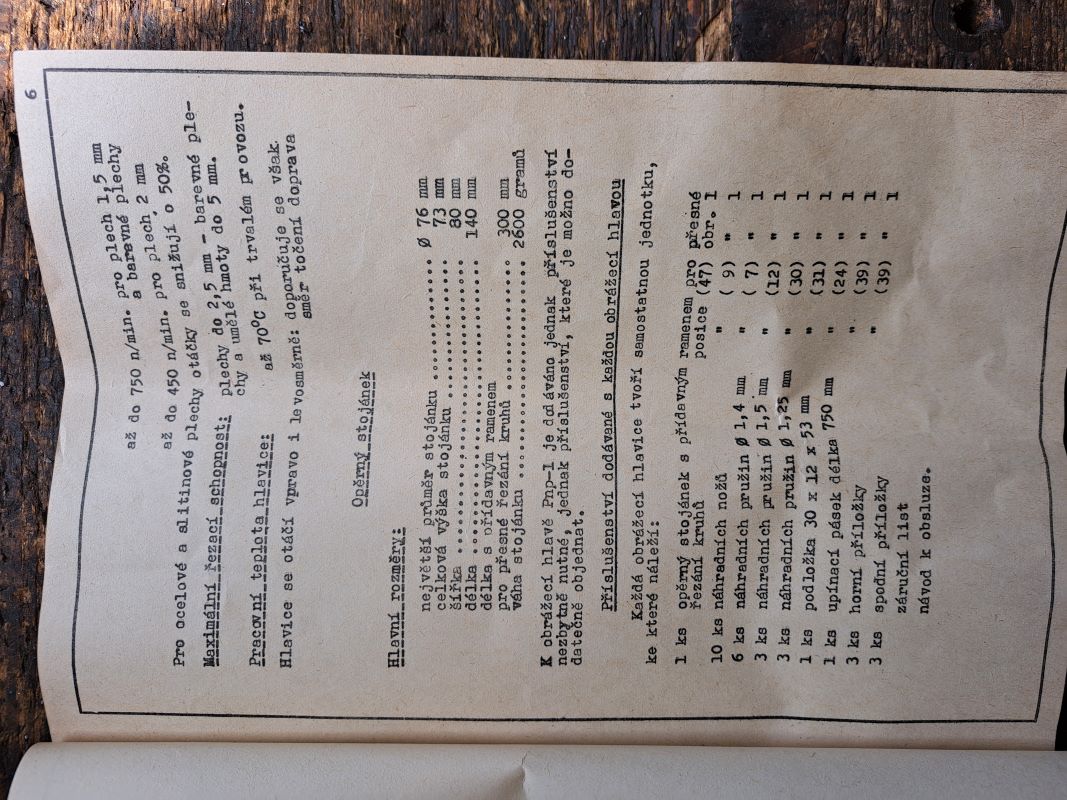 6
až do 750 n/min. pro plech 1,5 mm
a barevné plechy
až do 450 n/min. pro plech 2 mm
Pro ocelové a slitinové plechy otáčky se snižují o 50%.
Maximální řezací schopnost: plechy do 2,5 mm - barevné ple-
chy a umělé hmoty do 5 mm.
Pracovní teplota hlavice: až 70°C při trvalém provozu.
Hlavice se otáčí vpravo i levosměrně: doporučuje se však
směr točení doprava
Opěrný stojánek
Hlavní rozměry:
největší průměr stojánku .......... Ø 76 mm
celková výška stojánku .......... 73 mm
šířka .............................. 80 mm
délka .............................. 140 mm
délka s přídavným ramenem
pro přesné řezání kruhů .......... 300 mm
váha stojánku .................... 2600 gramů
K obrážecí hlavě Pnp-1 je dodáváno jednak příslušenství
nezbytně nutné, jednak příslušenství, které je možno do-
datečně objednat.
Příslušenství dodávané s každou obrážecí hlavou
Každá obrážecí hlavice tvoří samostatnou jednotku,
ke které náleží:
1 ks opěrný stojánek s přídavným ramenem pro přesné
řezání kruhů posice (47) obr. 1
10 ks náhradních nožů " ( 9) " 1
6 ks náhradních pružin Ø 1,4 mm " ( 7) " 1
3 ks náhradních pružin Ø 1,5 mm " (12) " 1
3 ks náhradních pružin Ø 1,25 mm " (30) " 1
1 ks podložka 30 x 12 x 53 mm " (31) " 1
1 ks upínací pásek délka 750 mm " (24) " 1
3 ks horní příložky " (39) " 1
3 ks spodní příložky " (39) " 1
záruční list 1
návod k obsluze.